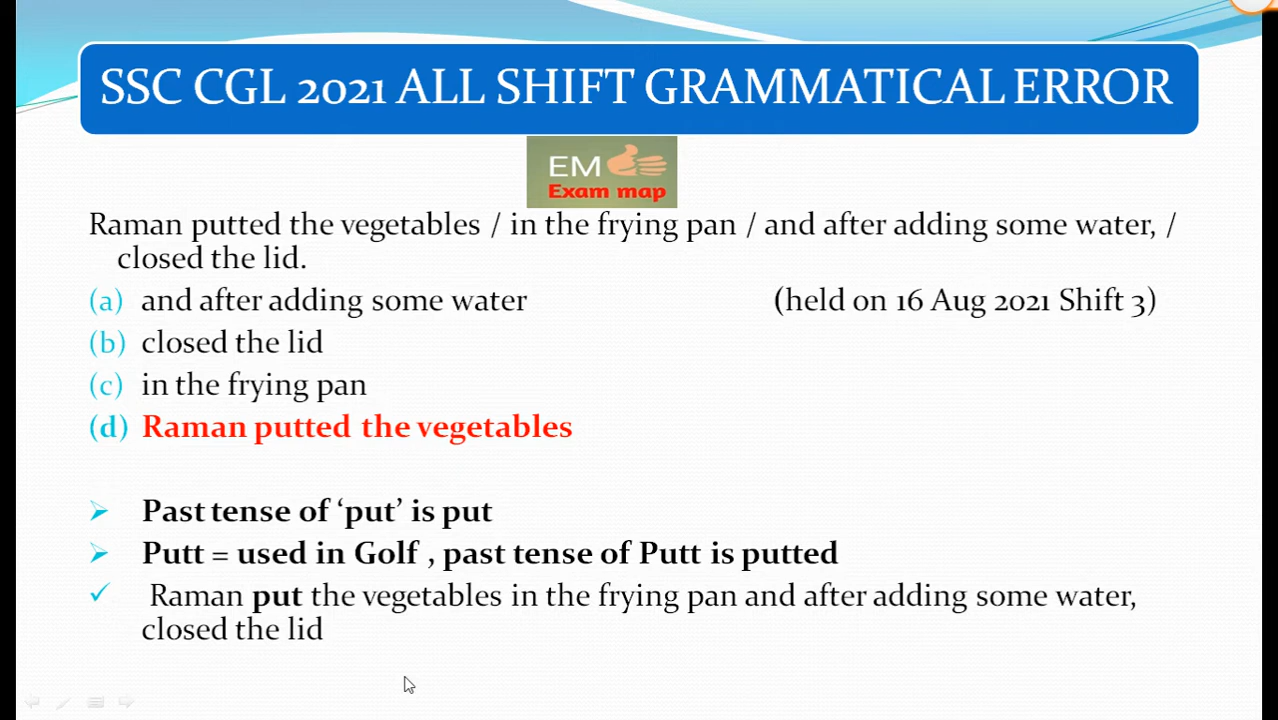 SSC CGL 2021 ALL SHIFT GRAMMATICAL ERROR
EM
Exam map
Raman putted the vegetables / in the frying pan / and after adding some water, /
closed the lid.
(a) and after adding some water (held on 16 Aug 2021 Shift 3)
(b) closed the lid
(c) in the frying pan
(d) Raman putted the vegetables
Past tense of ‘put’ is put
Putt = used in Golf , past tense of Putt is putted
Raman put the vegetables in the frying pan and after adding some water,
closed the lid